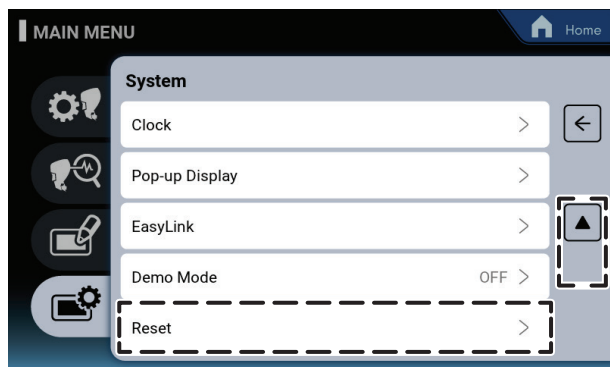 MAIN MENU
Home
System
Clock
Pop-up Display
EasyLink
Demo Mode OFF
Reset